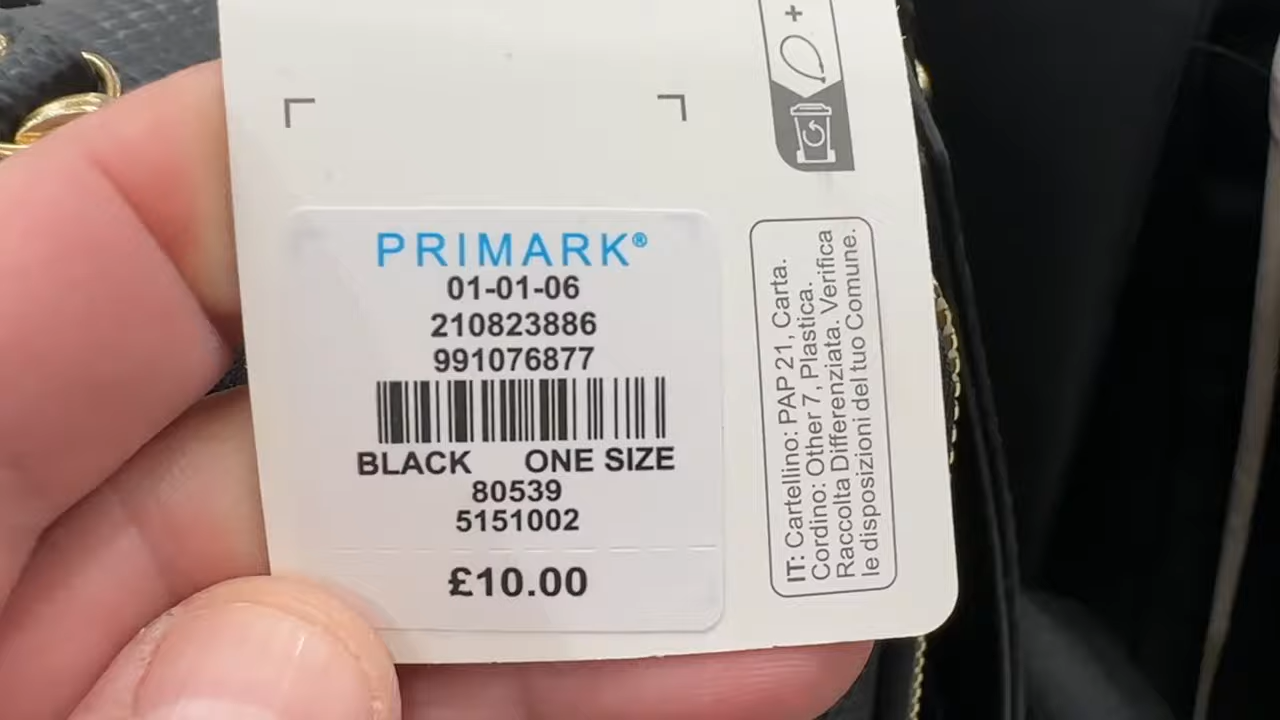 PRIMARK®
01-01-06
210823886
991076877
BLACK ONE SIZE
80539
5151002
£10.00
+
IT: Cartellino: PAP 21, Carta.
Cordino: Other 7, Plastica.
Raccolta Differenziata. Verifica
le disposizioni del tuo Comune.